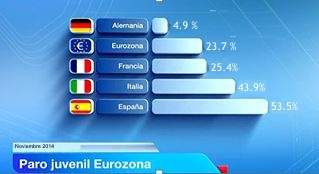 Alemania 4.9 %
Eurozona 23.7 %
Francia 25.4%
Italia 43.9%
España 53.5%
Noviembre 2014
Paro juvenil Eurozona